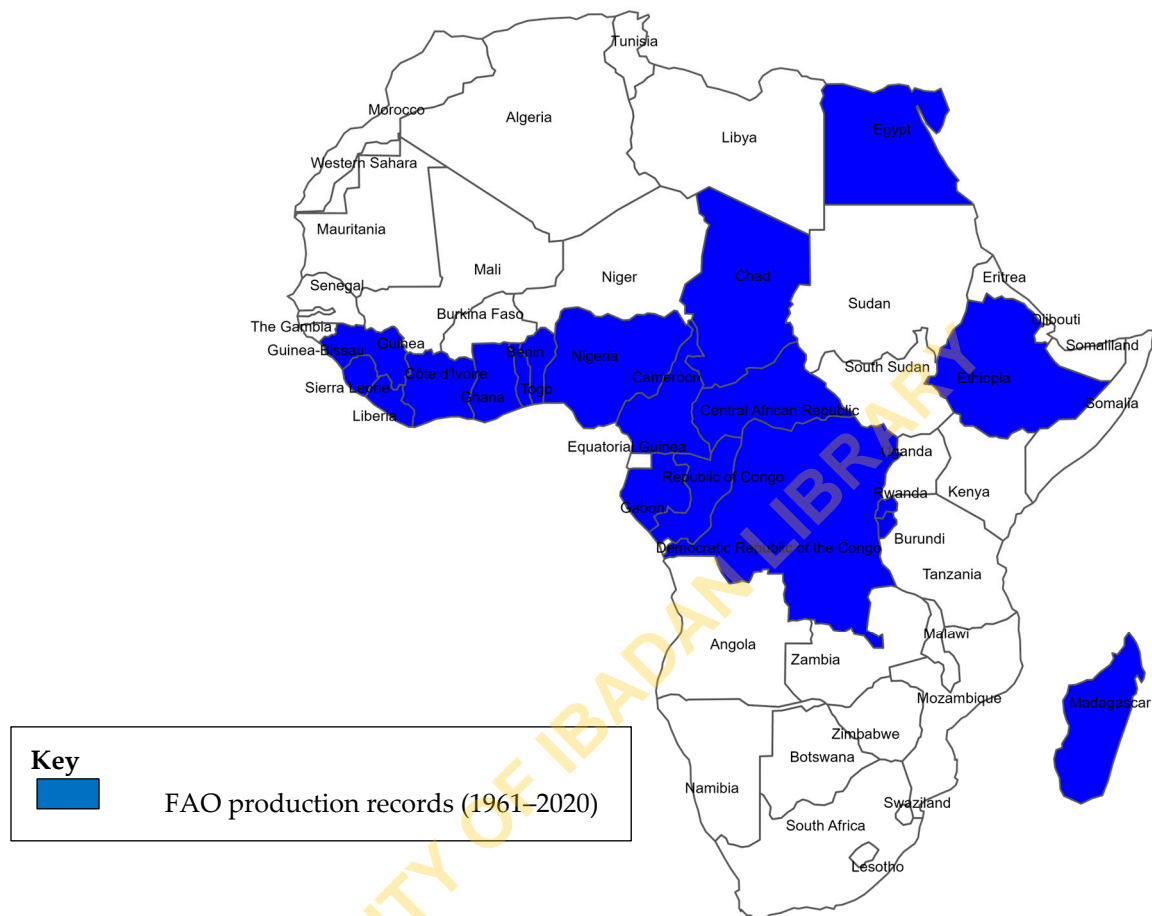 Tunisia
Morocco
Algeria
Libya
Egypt
Western Sahara
Mauritania
Mali
Niger
Chad
Sudan
Eritrea
Senegal
Burkina Faso
Djibouti
The Gambia
Guinea-Bissau
Guinea
Côte d'Ivoire
Bénin
Nigeria
Cameroon
South Sudan
Somaliland
Ethiopia
Somalia
Sierra Leone
Liberia
Ghana
Togo
Central African Republic
Equatorial Guinea
Uganda
Republic of Congo
Gabon
Rwanda
Kenya
Democratic Republic of the Congo
Burundi
Tanzania
Angola
Zambia
Malawi
Mozambique
Madagascar
Zimbabwe
Botswana
Namibia
Swaziland
South Africa
Lesotho
Key
FAO production records (1961–2020)
ITY OF IBADAN LIBRARY